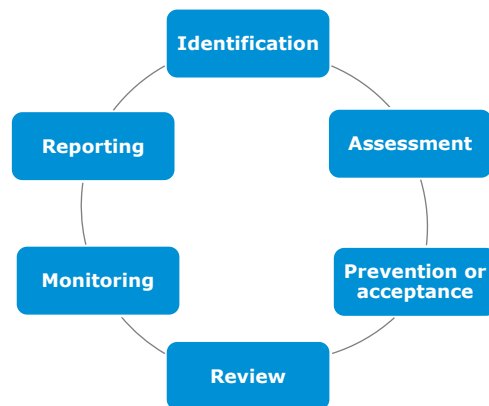 Identification
Assessment
Prevention or
acceptance
Review
Monitoring
Reporting